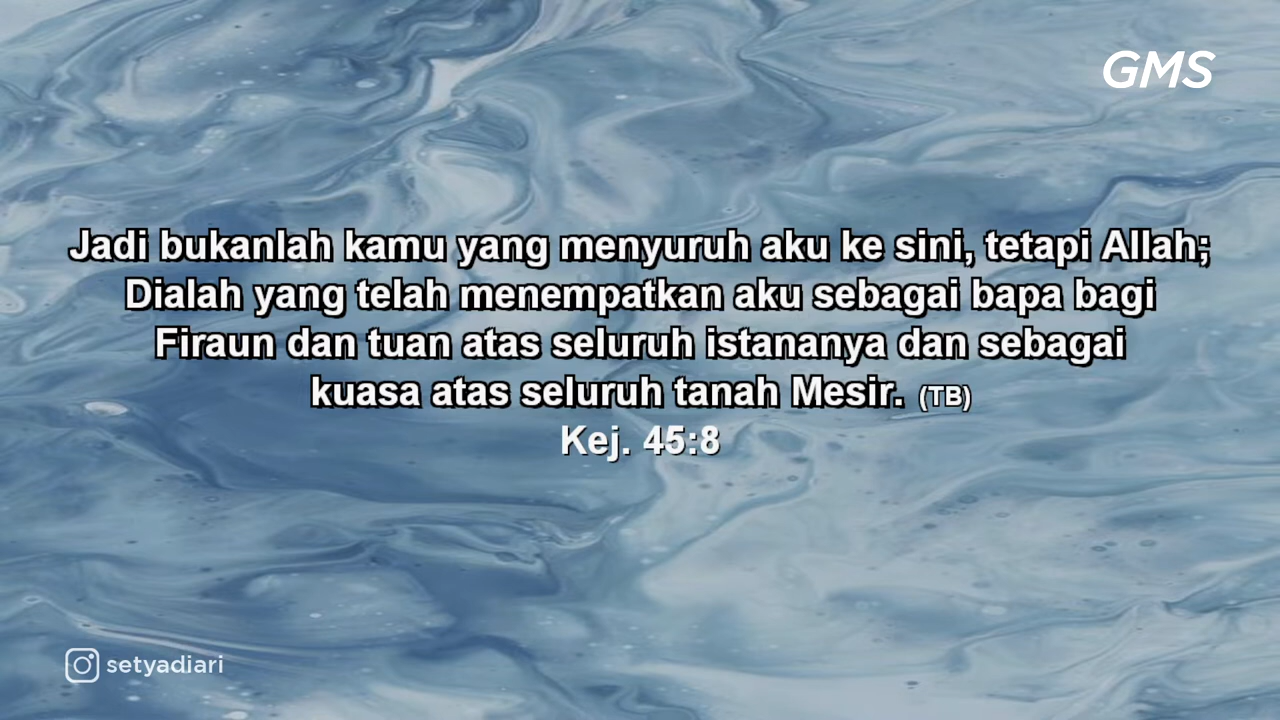 GMS
Jadi bukanlah kamu yang menyuruh aku ke sini, tetapi Allah;
Dialah yang telah menempatkan aku sebagai bapa bagi
Firaun dan tuan atas seluruh istananya dan sebagai
kuasa atas seluruh tanah Mesir. (TB)
Kej. 45:8
setyadiari